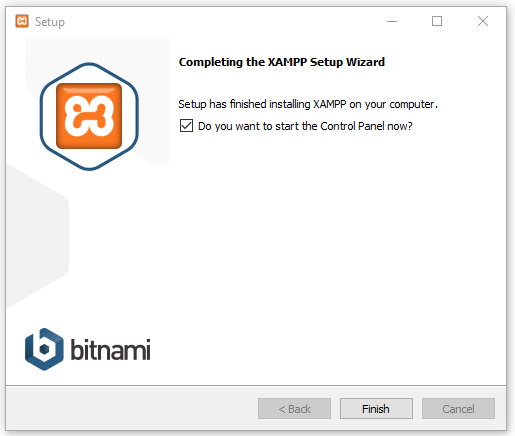 Setup
Completing the XAMPP Setup Wizard
Setup has finished installing XAMPP on your computer.
Do you want to start the Control Panel now?
bitnami
< Back
Finish
Cancel